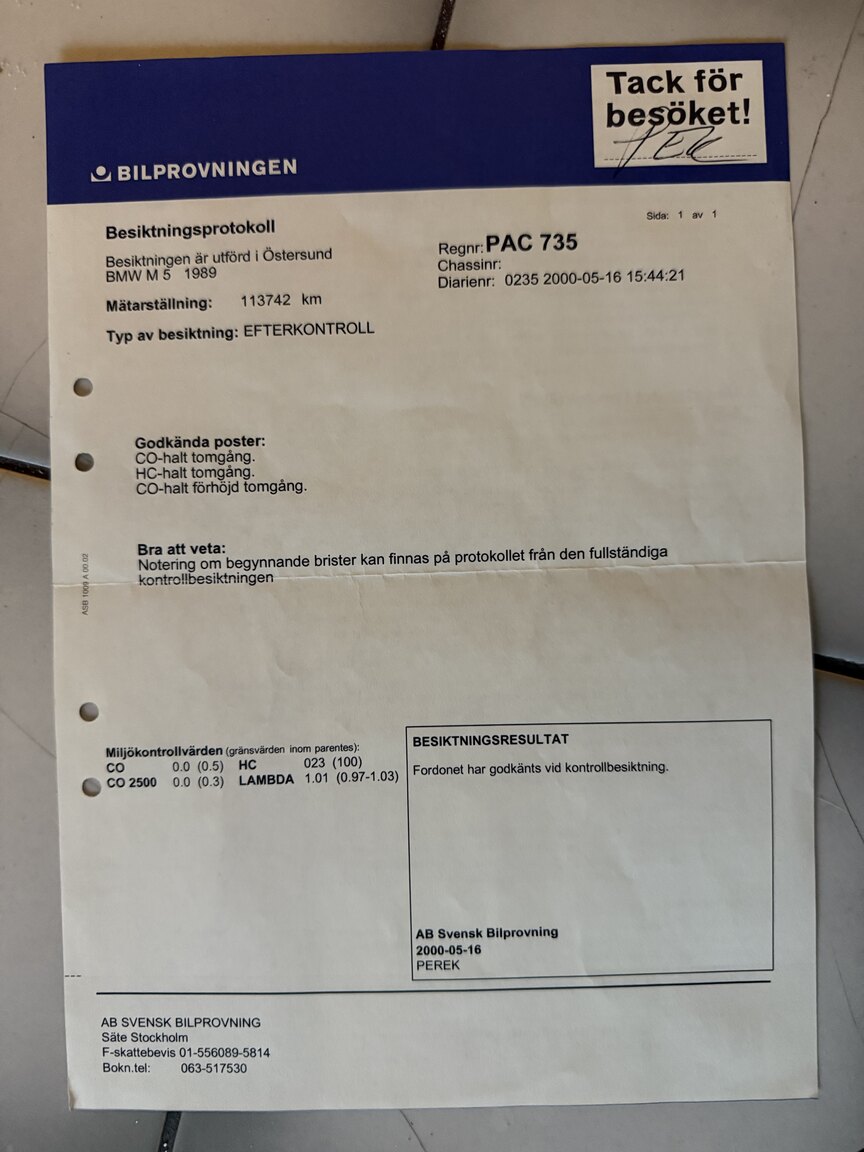 Tack för
besöket!
BILPROVNINGEN
Sida: 1 av 1
Besiktningsprotokoll
Besiktningen är utförd i Östersund
BMW M 5 1989
Mätarställning: 113742 km
Typ av besiktning: EFTERKONTROLL
Regnr: PAC 735
Chassinr:
Diarienr: 0235 2000-05-16 15:44:21
Godkända poster:
CO-halt tomgång.
HC-halt tomgång.
CO-halt förhöjd tomgång.
Bra att veta:
Notering om begynnande brister kan finnas på protokollet från den fullständiga
kontrollbesiktningen
ASB 1009 A 00.02
Miljökontrollvärden (gränsvärden inom parentes):
CO 0.0 (0.5) HC 023 (100)
CO 2500 0.0 (0.3) LAMBDA 1.01 (0.97-1.03)
BESIKTNINGSRESULTAT
Fordonet har godkänts vid kontrollbesiktning.
AB Svensk Bilprovning
2000-05-16
PEREK
AB SVENSK BILPROVNING
Säte Stockholm
F-skattebevis 01-556089-5814
Bokn.tel: 063-517530